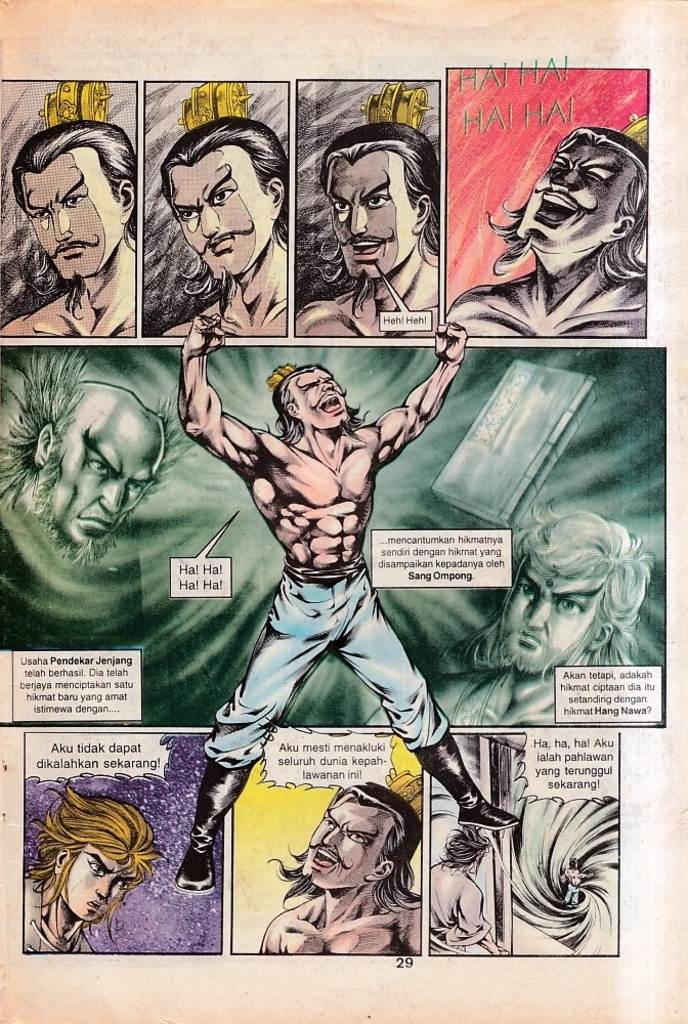 HA! HA!
HA! HA!
Heh! Heh!
Ha! Ha!
Ha! Ha!
...mencantumkan hikmatnya
sendiri dengan hikmat yang
disampaikan kepadanya oleh
Sang Ompong.
Usaha Pendekar Jenjang
telah berhasil. Dia telah
berjaya menciptakan satu
hikmat baru yang amat
istimewa dengan....
Akan tetapi, adakah
hikmat ciptaan dia itu
setanding dengan
hikmat Hang Nawa?
Aku tidak dapat
dikalahkan sekarang!
Aku mesti menakluki
seluruh dunia kepah-
lawanan ini!
Ha, ha, ha! Aku
ialah pahlawan
yang terunggul
sekarang!
29